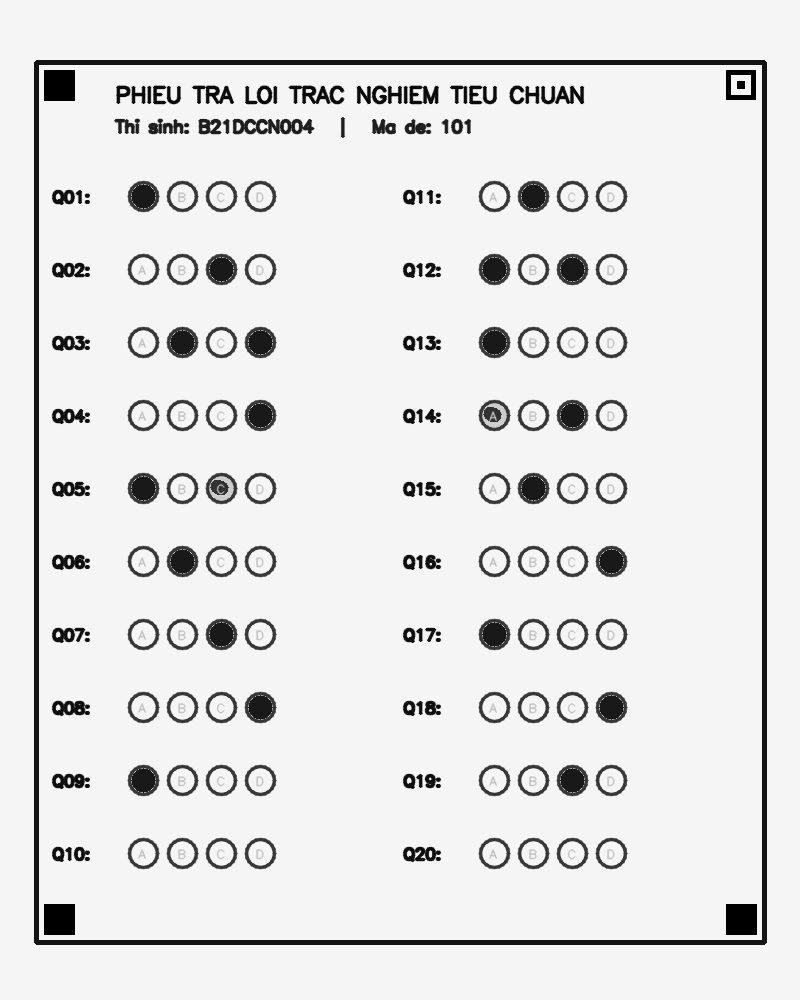 PHIEU TRA LOI TRAC NGHIEM TIEU CHUAN
Thi sinh: B21DCCN004 | Ma de: 101
Q01: B C D
Q02: A B D
Q03: A C
Q04: A B C
Q05: B C D
Q06: A C D
Q07: A B D
Q08: A B C
Q09: B C D
Q10: A B C D
Q11: A C D
Q12: B D
Q13: B C D
Q14: A B D
Q15: A C D
Q16: A B C
Q17: B C D
Q18: A B C
Q19: A B D
Q20: A B C D